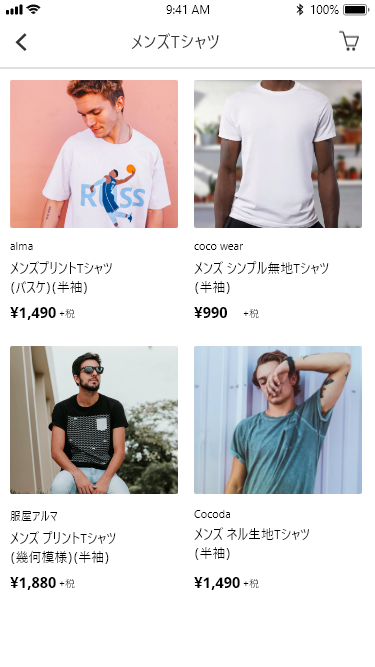 9:41 AM
100%
メンズTシャツ
R SS
alma
メンズプリントTシャツ
(バスケ)(半袖)
¥1,490 +税
coco wear
メンズ シンプル無地Tシャツ
(半袖)
¥990 +税
服屋アルマ
メンズ プリントTシャツ
(幾何模様)(半袖)
¥1,880 +税
Cocoda
メンズ ネル生地Tシャツ
(半袖)
¥1,490 +税